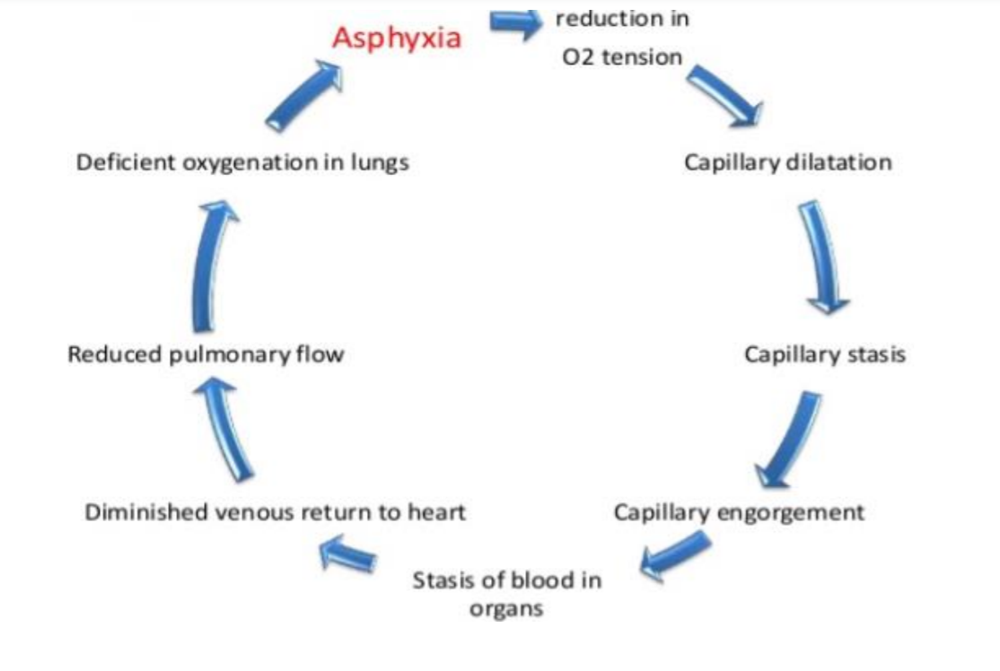 Asphyxia
reduction in
O2 tension
Capillary dilatation
Capillary stasis
Capillary engorgement
Stasis of blood in
organs
Diminished venous return to heart
Reduced pulmonary flow
Deficient oxygenation in lungs